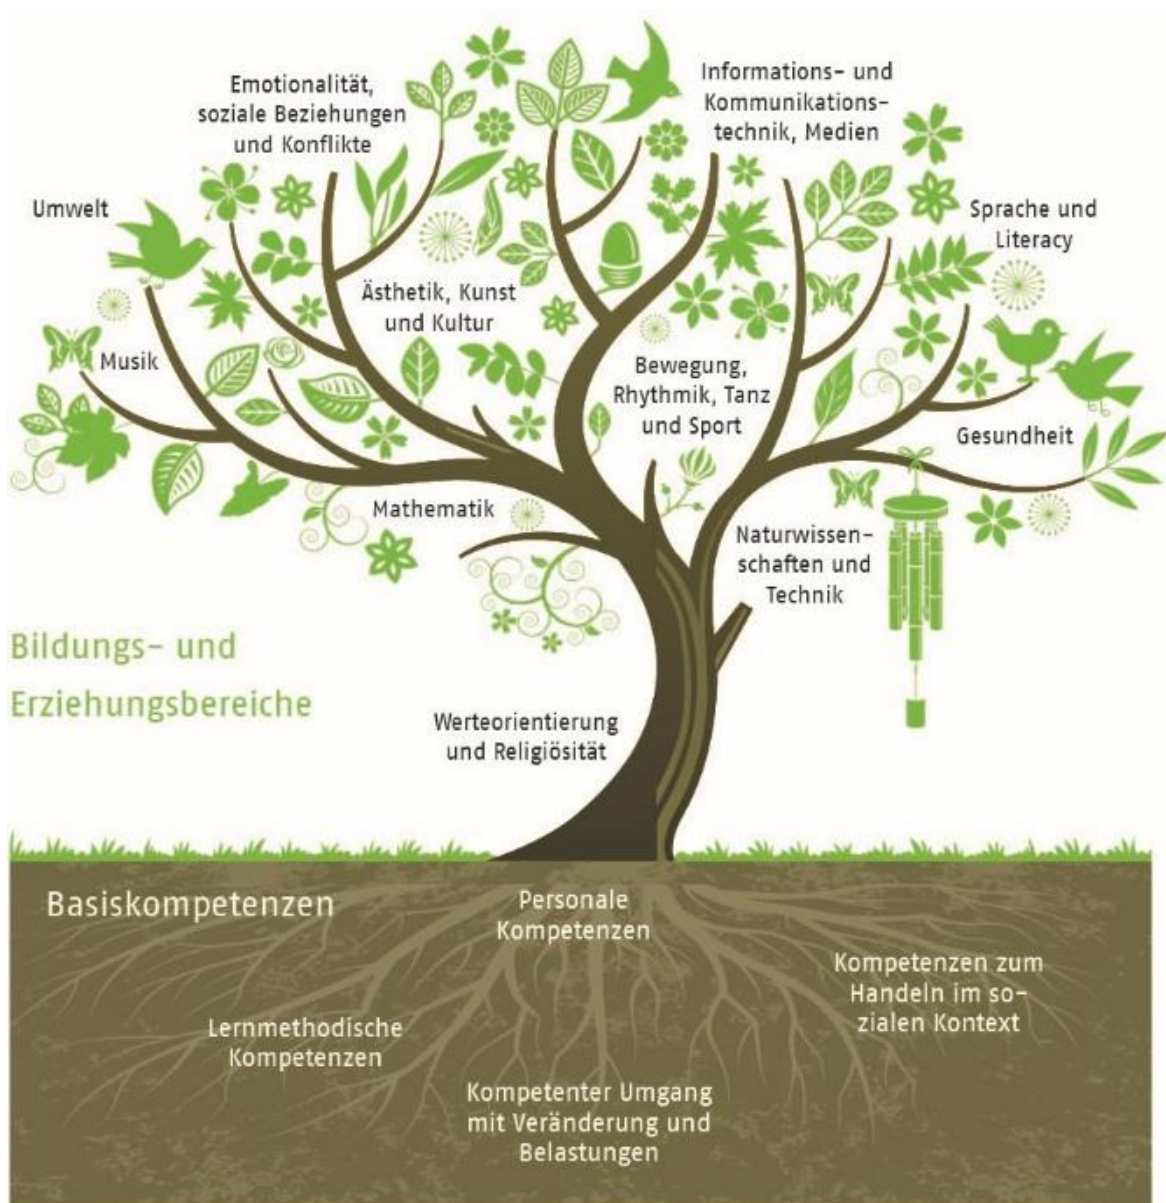 Emotionalität,
soziale Beziehungen
und Konflikte
Informations- und
Kommunikations-
technik, Medien
Umwelt
Sprache und
Literacy
Ästhetik, Kunst
und Kultur
Musik
Bewegung,
Rhythmik, Tanz
und Sport
Gesundheit
Mathematik
Naturwissen-
schaften und
Technik
Bildungs- und
Erziehungsbereiche
Werteorientierung
und Religiösität
Basiskompetenzen
Personale
Kompetenzen
Kompetenzen zum
Handeln im so-
zialen Kontext
Lernmethodische
Kompetenzen
Kompetenter Umgang
mit Veränderung und
Belastungen